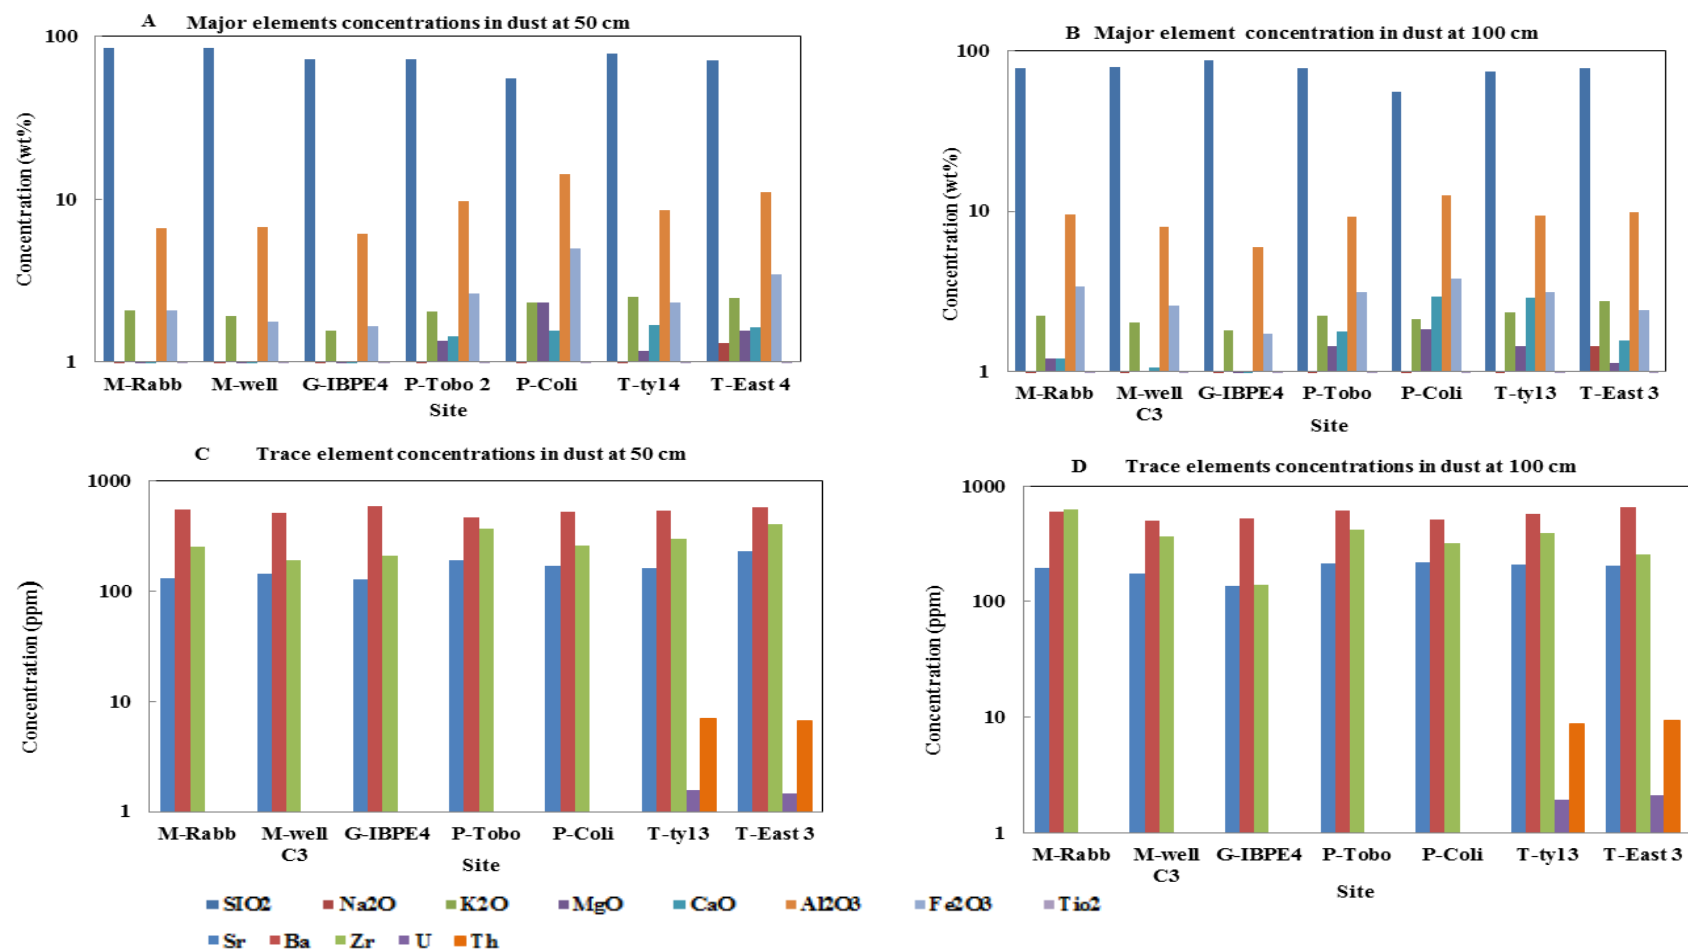 A Major elements concentrations in dust at 50 cm
100
10
1
Concentration (wt%)
M-Rabb M-well G-IBPE4 P-Tobo 2 P-Coli T-ty14 T-East 4
Site
B Major element concentration in dust at 100 cm
100
10
1
Concentration (wt%)
M-Rabb M-well C3 G-IBPE4 P-Tobo P-Coli T-ty13 T-East 3
Site
C Trace element concentrations in dust at 50 cm
1000
100
10
1
Concentration (ppm)
M-Rabb M-well C3 G-IBPE4 P-Tobo P-Coli T-ty13 T-East 3
Site
D Trace elements concentrations in dust at 100 cm
1000
100
10
1
Concentration (ppm)
M-Rabb M-well C3 G-IBPE4 P-Tobo P-Coli T-ty13 T-East 3
Site
SIO2 Na2O K2O MgO CaO Al2O3 Fe2O3 Tio2
Sr Ba Zr U Th